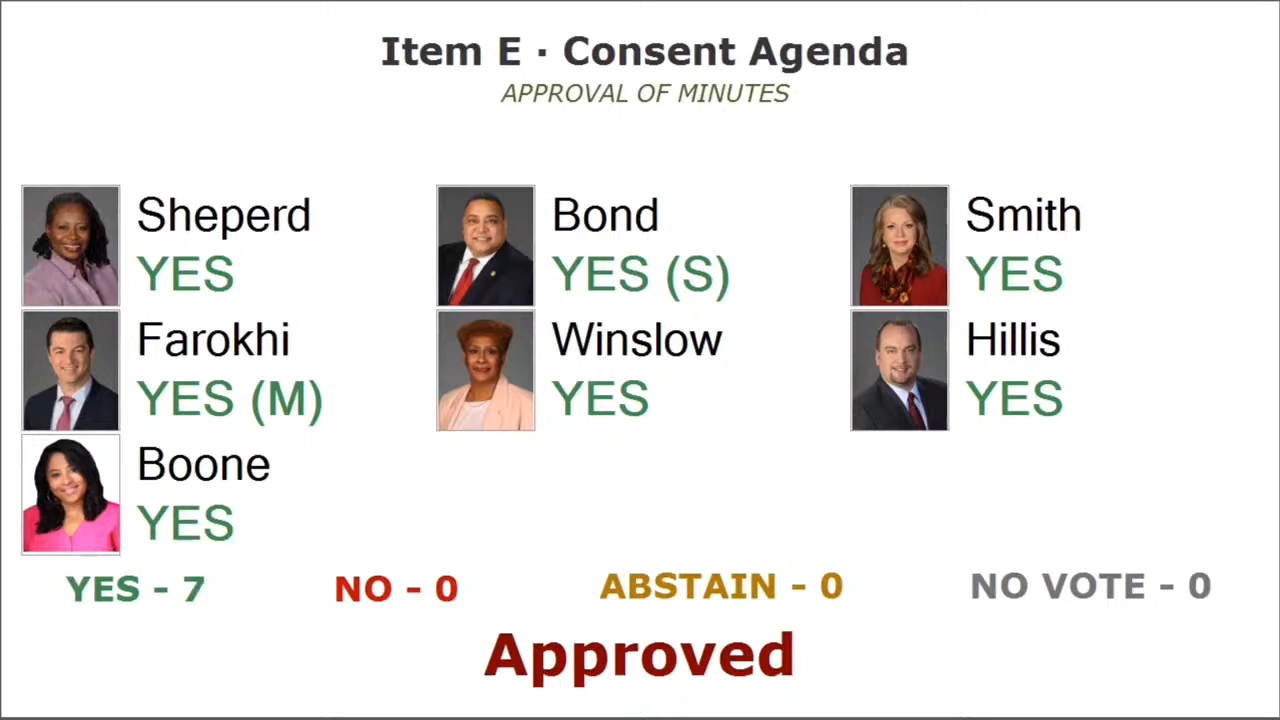 Item E · Consent Agenda
APPROVAL OF MINUTES
Sheperd
YES
Bond
YES (S)
Smith
YES
Farokhi
YES (M)
Winslow
YES
Hillis
YES
Boone
YES
YES - 7
NO - 0
ABSTAIN - 0
NO VOTE - 0
Approved